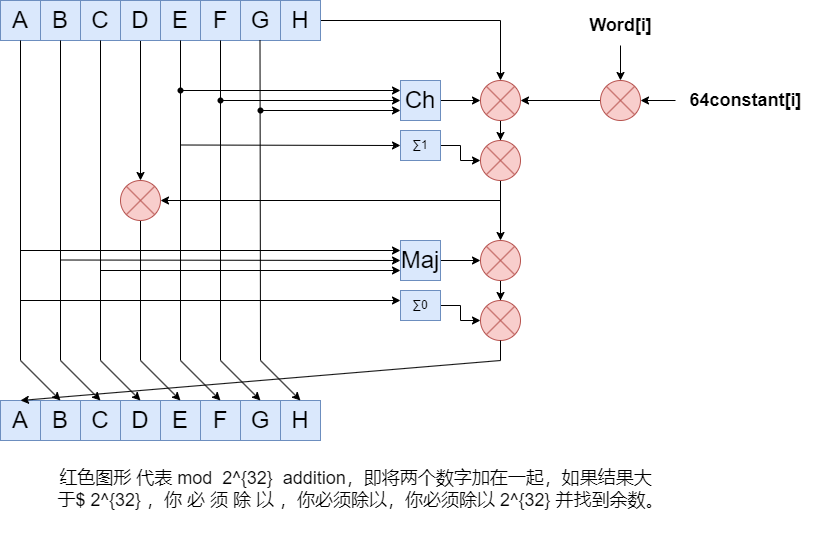 A B C D E F G H
Word[i]
64constant[i]
Ch
∑1
Maj
∑0
A B C D E F G H
红色图形 代表 mod 2^{32} addition，即将两个数字加在一起，如果结果大
于$ 2^{32} ，你 必 须 除 以 ，你必须除以，你必须除以 2^{32} 并找到余数。